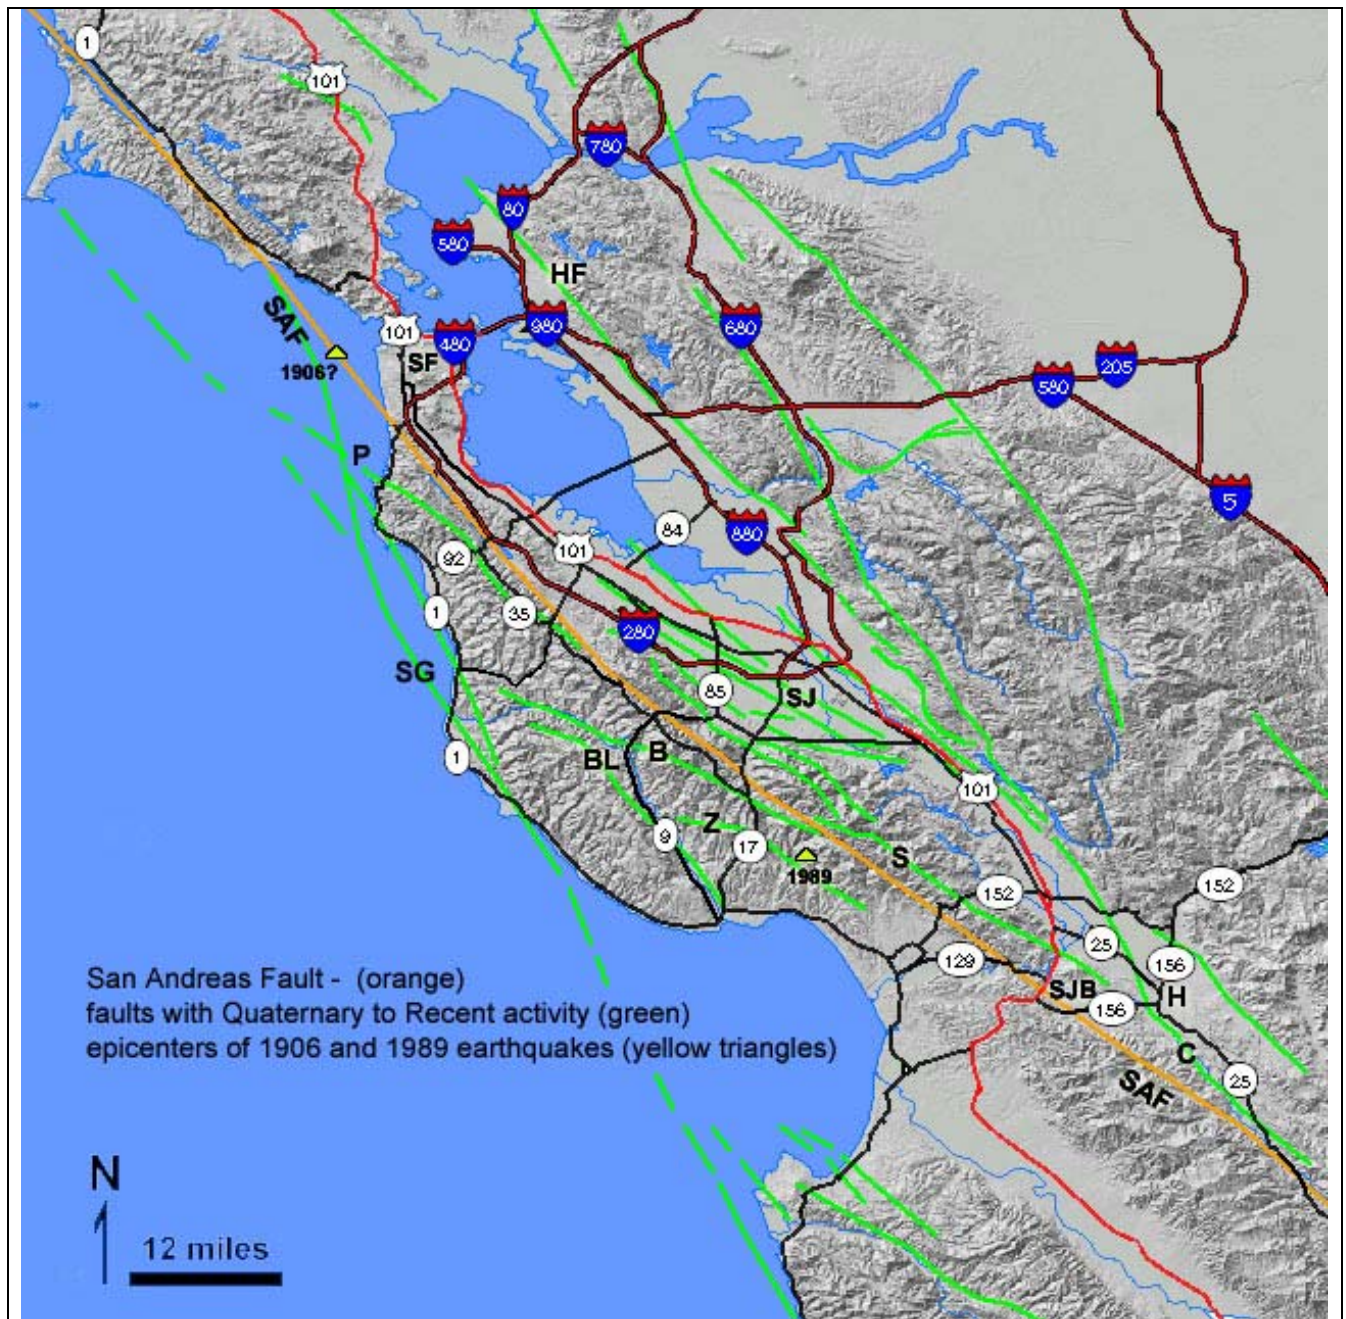 1
101
780
80
580
HF
SAF
101
480
980
680
1906?
SF
580
205
P
5
84
880
92
101
1
35
280
SG
85
SJ
BL
B
1
101
Z
9
17
S
1989
152
152
25
129
156
San Andreas Fault - (orange)
SJB
156
H
faults with Quaternary to Recent activity (green)
epicenters of 1906 and 1989 earthquakes (yellow triangles)
C
25
SAF
N
12 miles